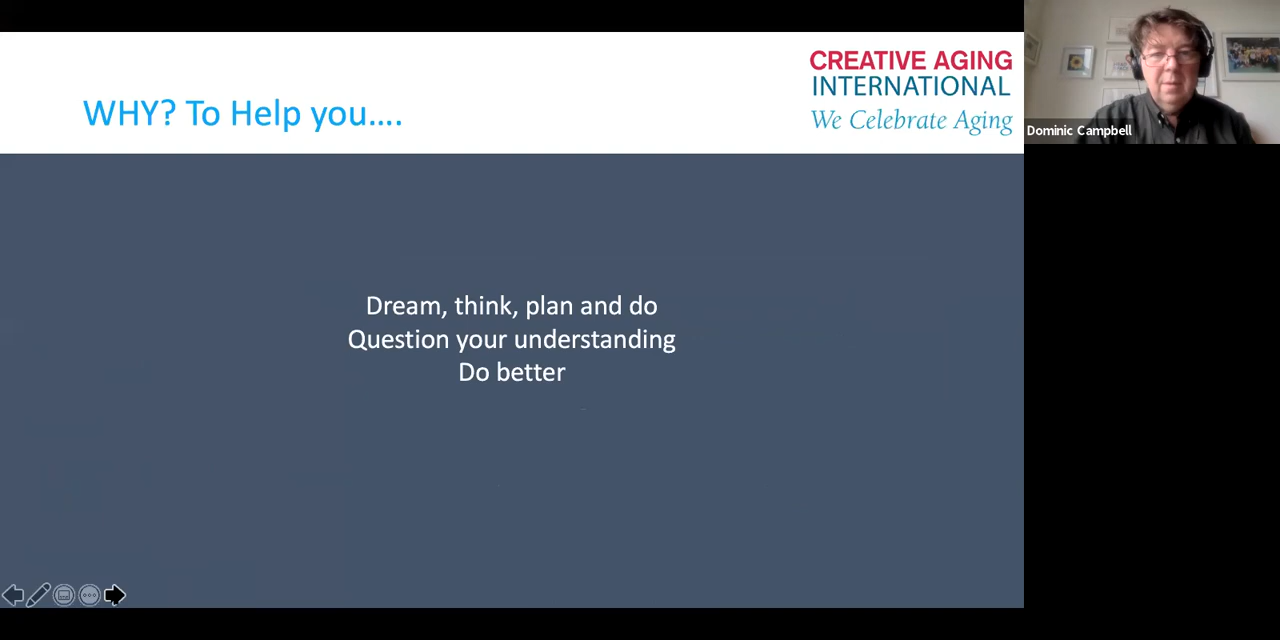 WHY? To Help you....
CREATIVE AGING
INTERNATIONAL
We Celebrate Aging
Dominic Campbell
Dream, think, plan and do
Question your understanding
Do better